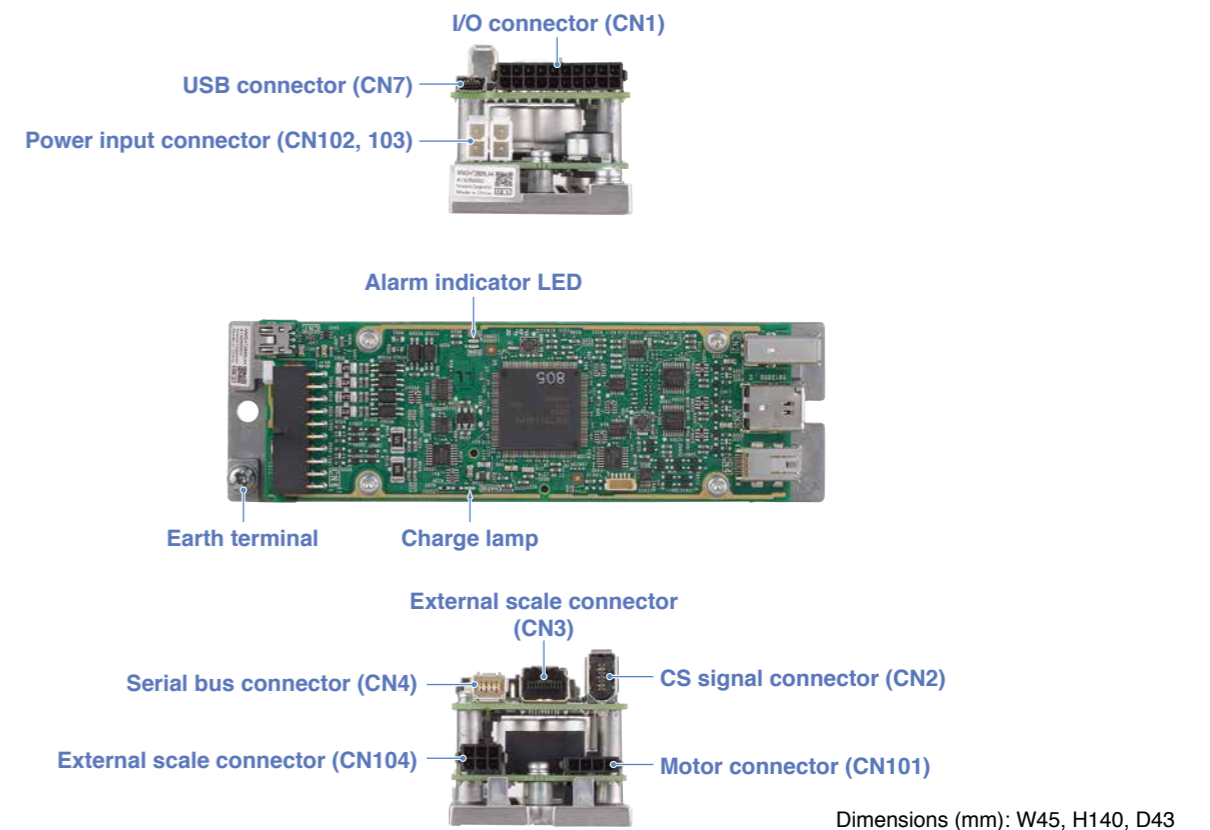 I/O connector (CN1)
USB connector (CN7)
Power input connector (CN102, 103)
Alarm indicator LED
805
Earth terminal
Charge lamp
External scale connector
(CN3)
Serial bus connector (CN4)
CS signal connector (CN2)
External scale connector (CN104)
Motor connector (CN101)
Dimensions (mm): W45, H140, D43